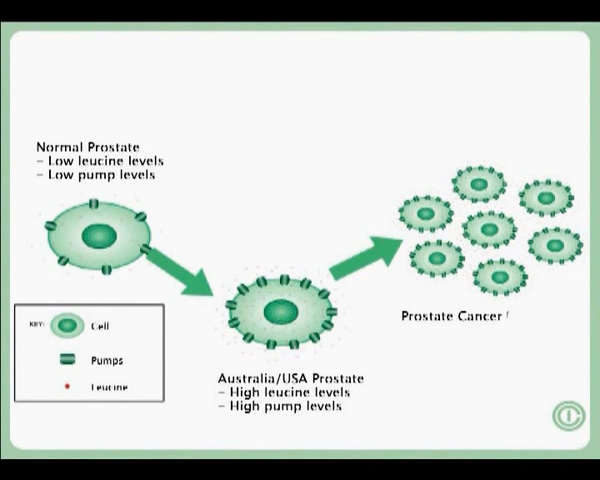 Normal Prostate
– Low leucine levels
– Low pump levels
KEY:
Cell
Pumps
Leucine
Australia/USA Prostate
– High leucine levels
– High pump levels
Prostate Cancer